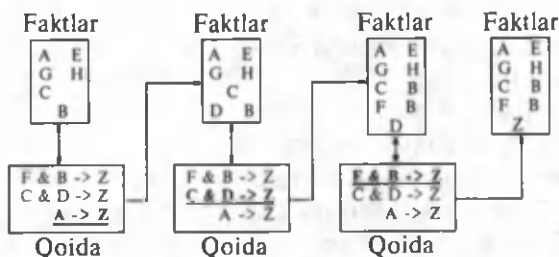 Faktlar
A E
G H
C
B
F & B -> Z
C & D -> Z
A -> Z
Qoida
Faktlar
A E
G H
C
D B
F & B -> Z
C & D -> Z
A -> Z
Qoida
Faktlar
A E
G H
C B
F B
D
F & B -> Z
C & D -> Z
A -> Z
Qoida
Faktlar
A E
G H
C B
F B
Z